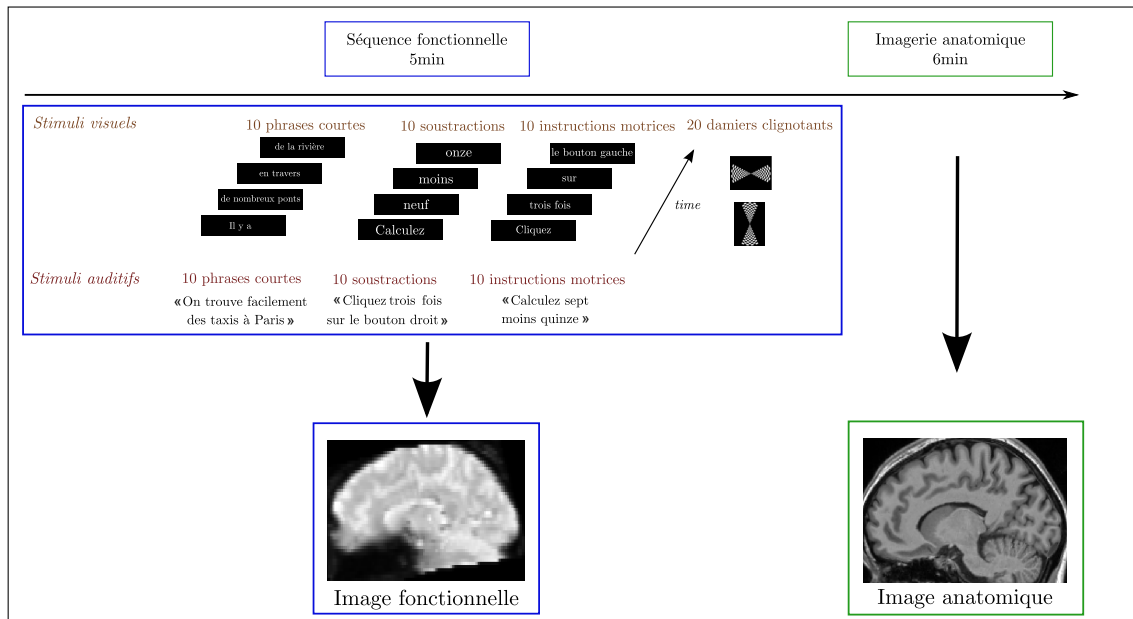 Séquence fonctionnelle
5min
Imagerie anatomique
6min
Stimuli visuels
10 phrases courtes
10 soustractions
10 instructions motrices
20 damiers clignotants
de la rivière
en travers
de nombreux ponts
Il y a
onze
moins
neuf
Calculez
le bouton gauche
sur
trois fois
Cliquez
time
Stimuli auditifs
10 phrases courtes
10 soustractions
10 instructions motrices
« On trouve facilement
des taxis à Paris »
« Cliquez trois fois
sur le bouton droit »
« Calculez sept
moins quinze »
Image fonctionnelle
Image anatomique